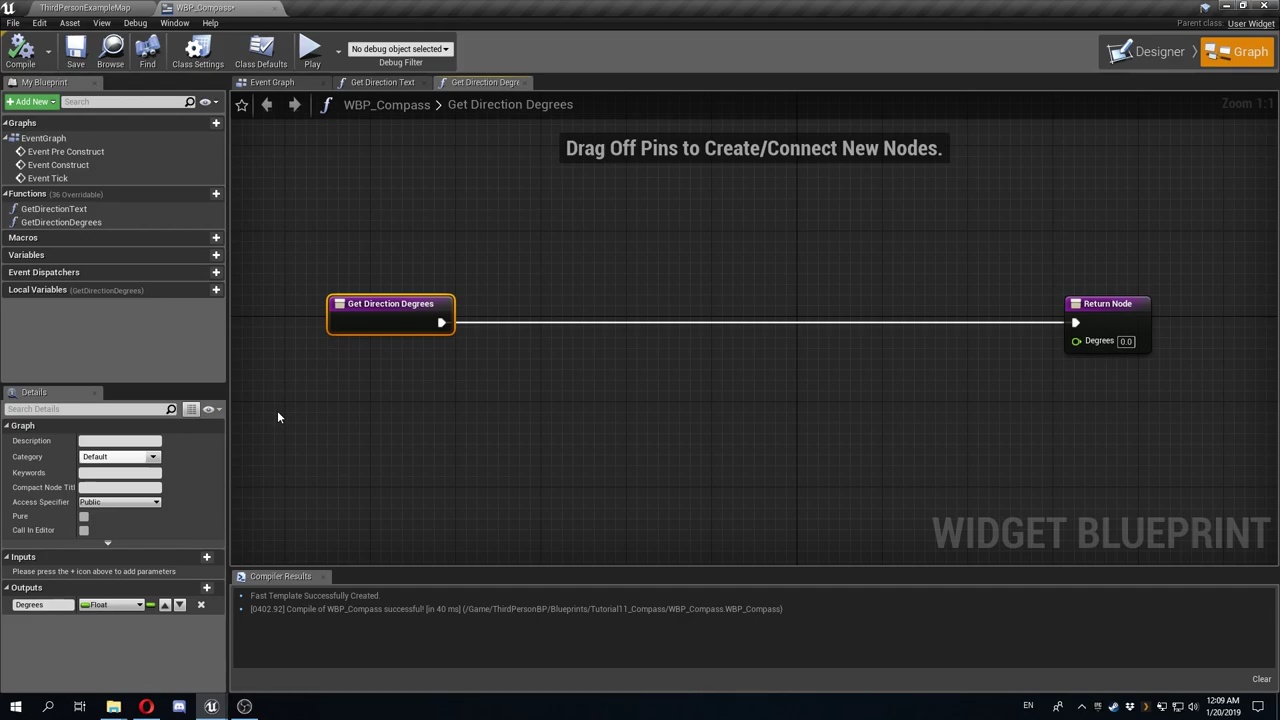 ThirdPersonExampleMap
WBP_Compass*
File Edit Asset View Debug Window Help
Parent class: User Widget
Compile
Save
Browse
Find
Class Settings
Class Defaults
Play
No debug object selected
Debug Filter
Designer
Graph
My Blueprint
Event Graph
Get Direction Text
Get Direction Degre
+Add New
Search
WBP_Compass > Get Direction Degrees
Zoom 1:1
Drag Off Pins to Create/Connect New Nodes.
Graphs
EventGraph
Event Pre Construct
Event Construct
Event Tick
Functions (36 Overridable)
GetDirectionText
GetDirectionDegrees
Macros
Variables
Event Dispatchers
Local Variables (GetDirectionDegrees)
Get Direction Degrees
Return Node
Degrees 0.0
Details
Search Details
Graph
Description
Category Default
Keywords
Compact Node Titl
Access Specifier Public
Pure
Call In Editor
Inputs
Please press the + icon above to add parameters
Outputs
Degrees Float
WIDGET BLUEPRINT
Compiler Results
Fast Template Successfully Created.
[0402.92] Compile of WBP_Compass successful! [in 40 ms] (/Game/ThirdPersonBP/Blueprints/Tutorial11_Compass/WBP_Compass.WBP_Compass)
Clear
EN
12:09 AM
1/20/2019